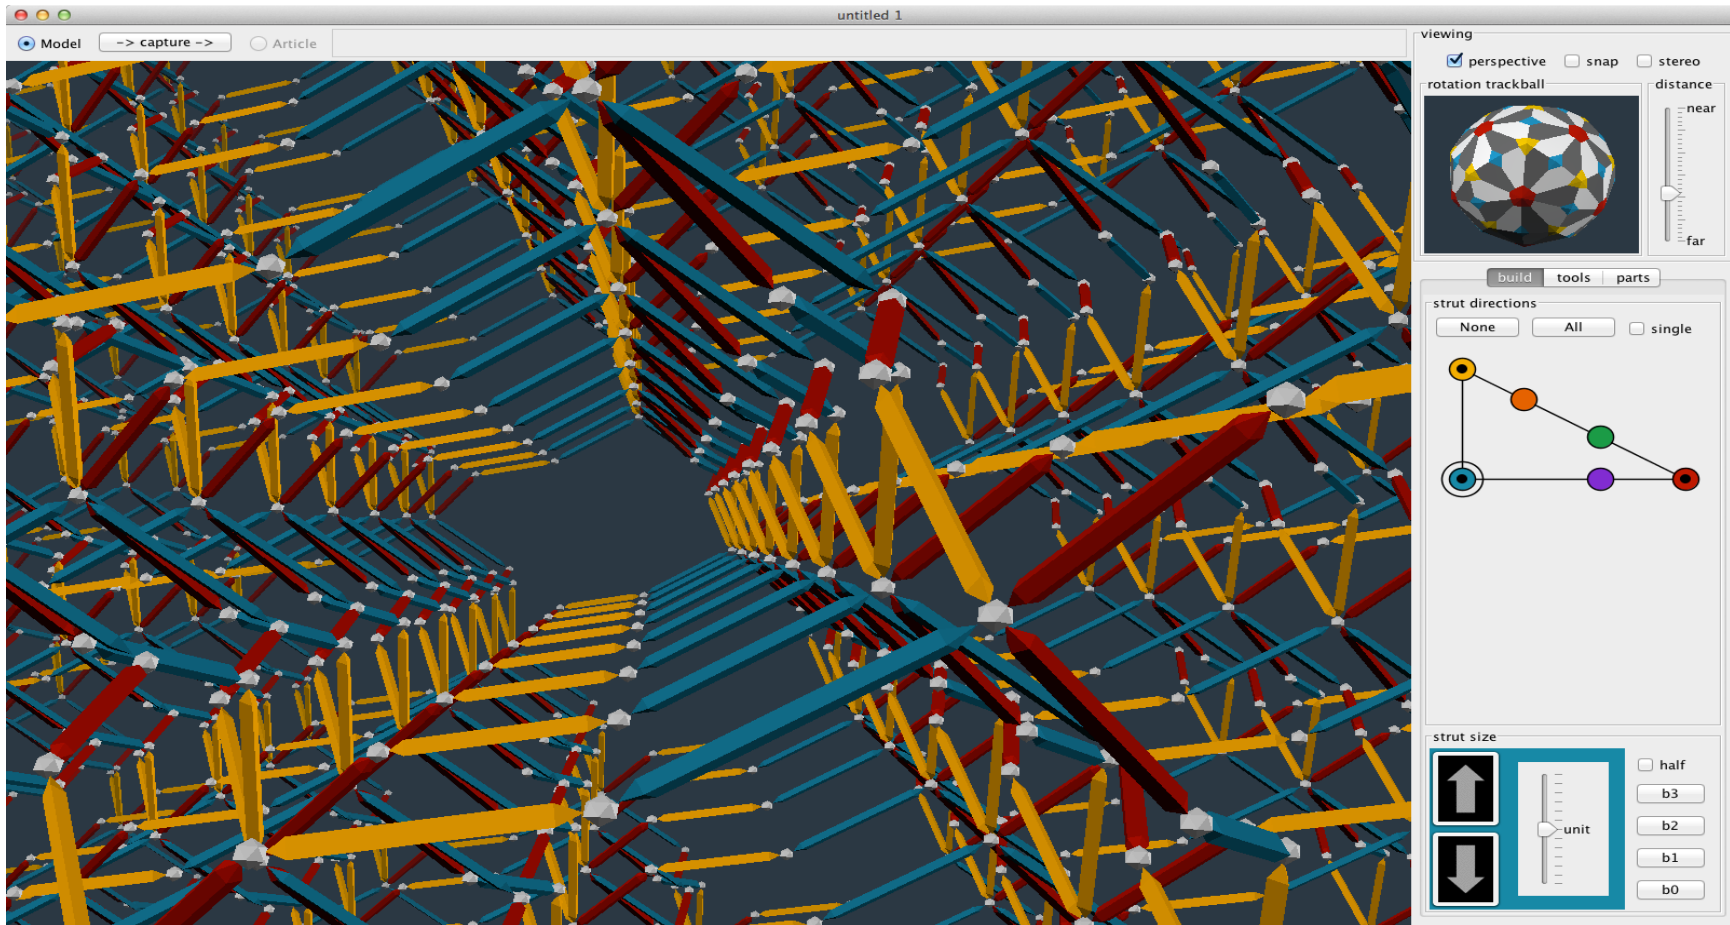 untitled 1
Model
-> capture ->
Article
viewing
perspective
snap
stereo
rotation trackball
distance
near
far
build
tools
parts
strut directions
None
All
single
strut size
half
b3
unit
b2
b1
b0